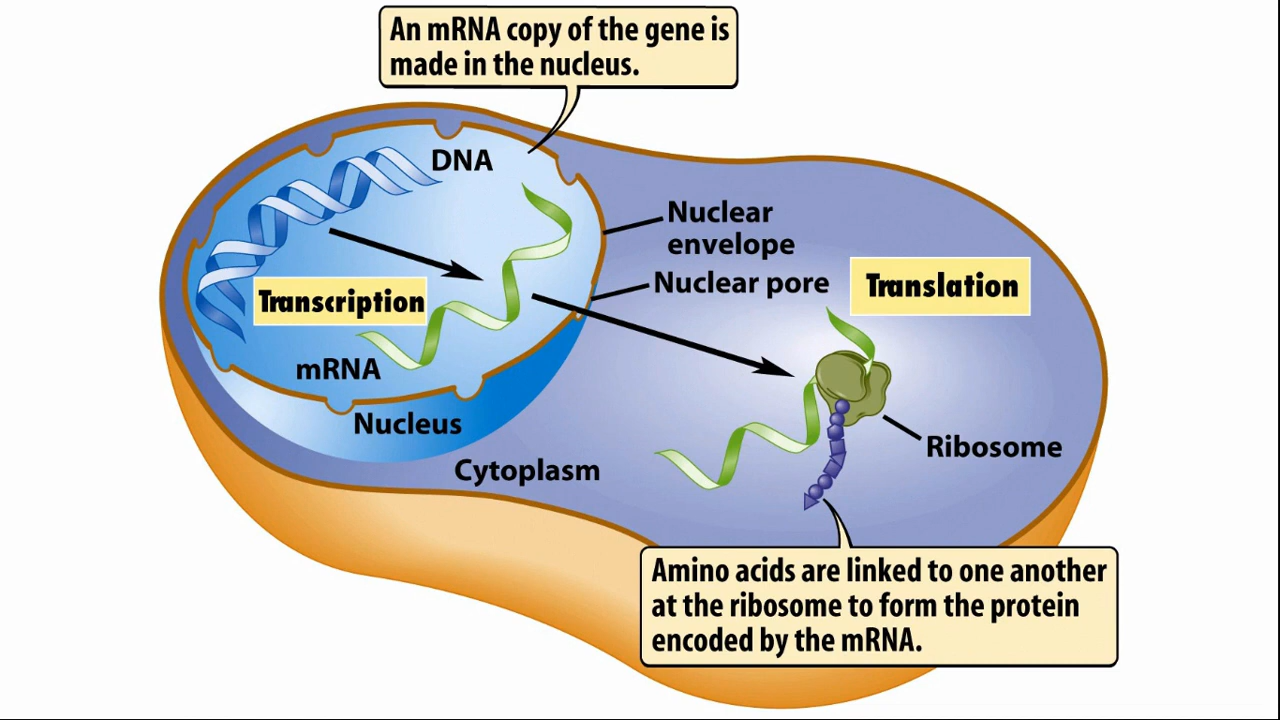 An mRNA copy of the gene is
made in the nucleus.
DNA
Nuclear
envelope
Nuclear pore
Transcription
Translation
mRNA
Nucleus
Cytoplasm
Ribosome
Amino acids are linked to one another
at the ribosome to form the protein
encoded by the mRNA.